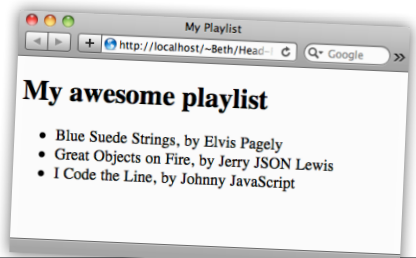 My Playlist
http://localhost/~Beth/Head-
Google
My awesome playlist
Blue Suede Strings, by Elvis Pagely
Great Objects on Fire, by Jerry JSON Lewis
I Code the Line, by Johnny JavaScript